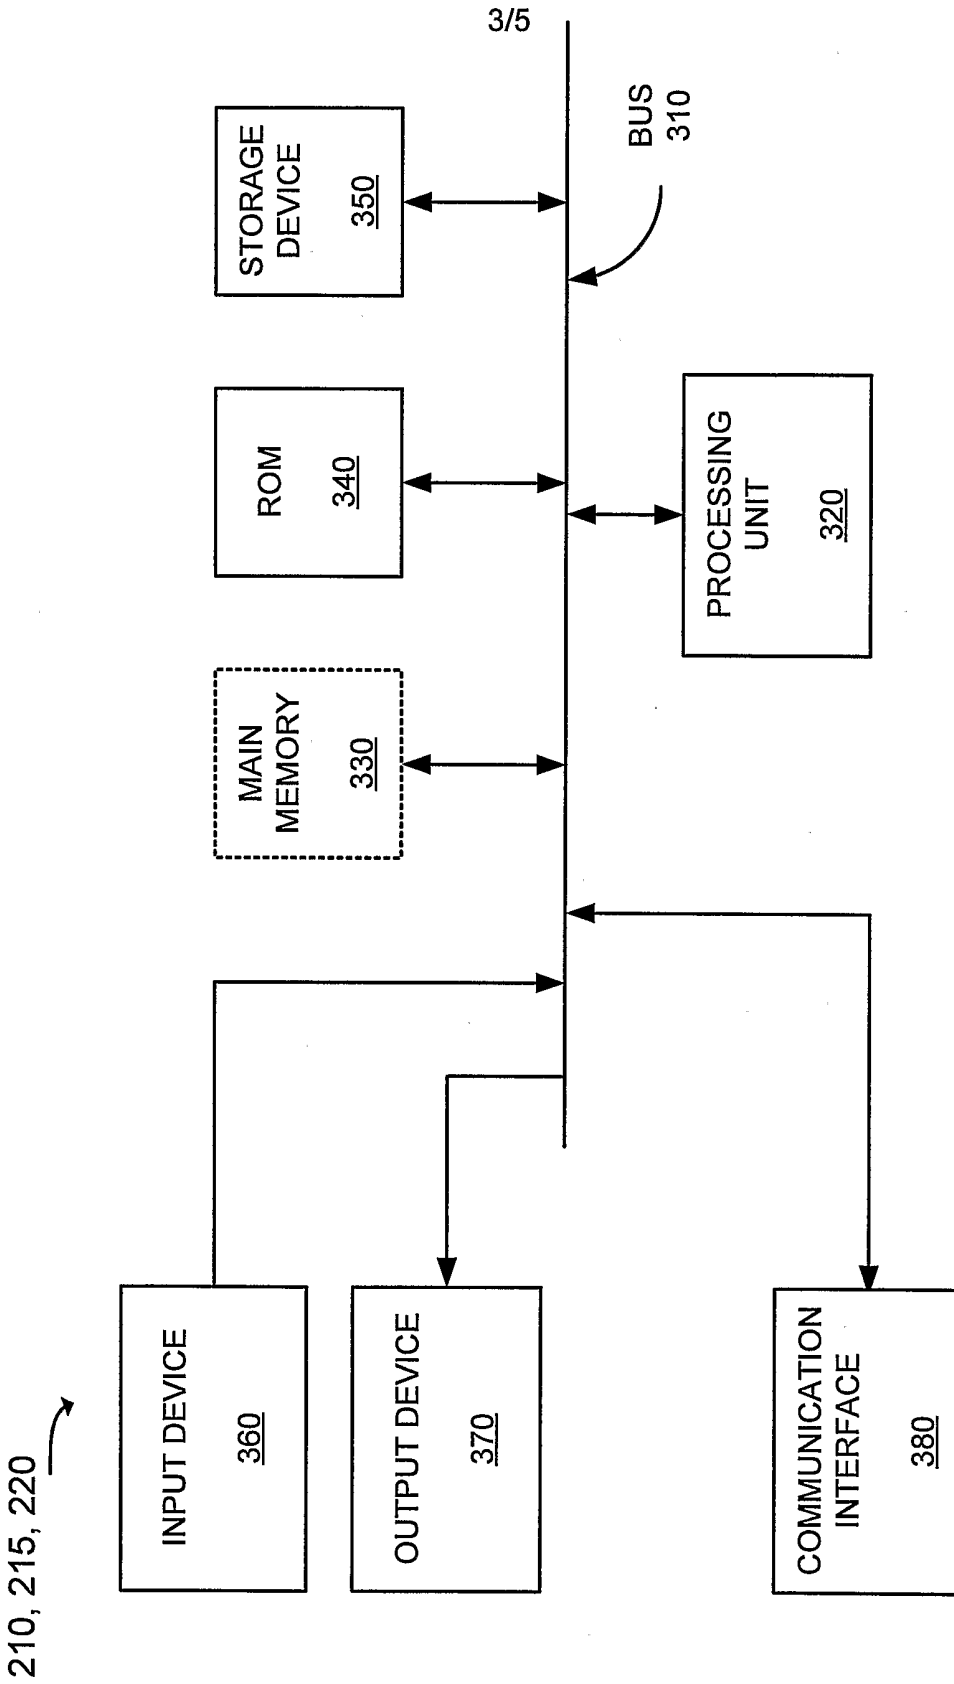 3/5
210, 215, 220
INPUT DEVICE
360
OUTPUT DEVICE
370
COMMUNICATION
INTERFACE
380
MAIN
MEMORY
330
ROM
340
STORAGE
DEVICE
350
PROCESSING
UNIT
320
BUS
310